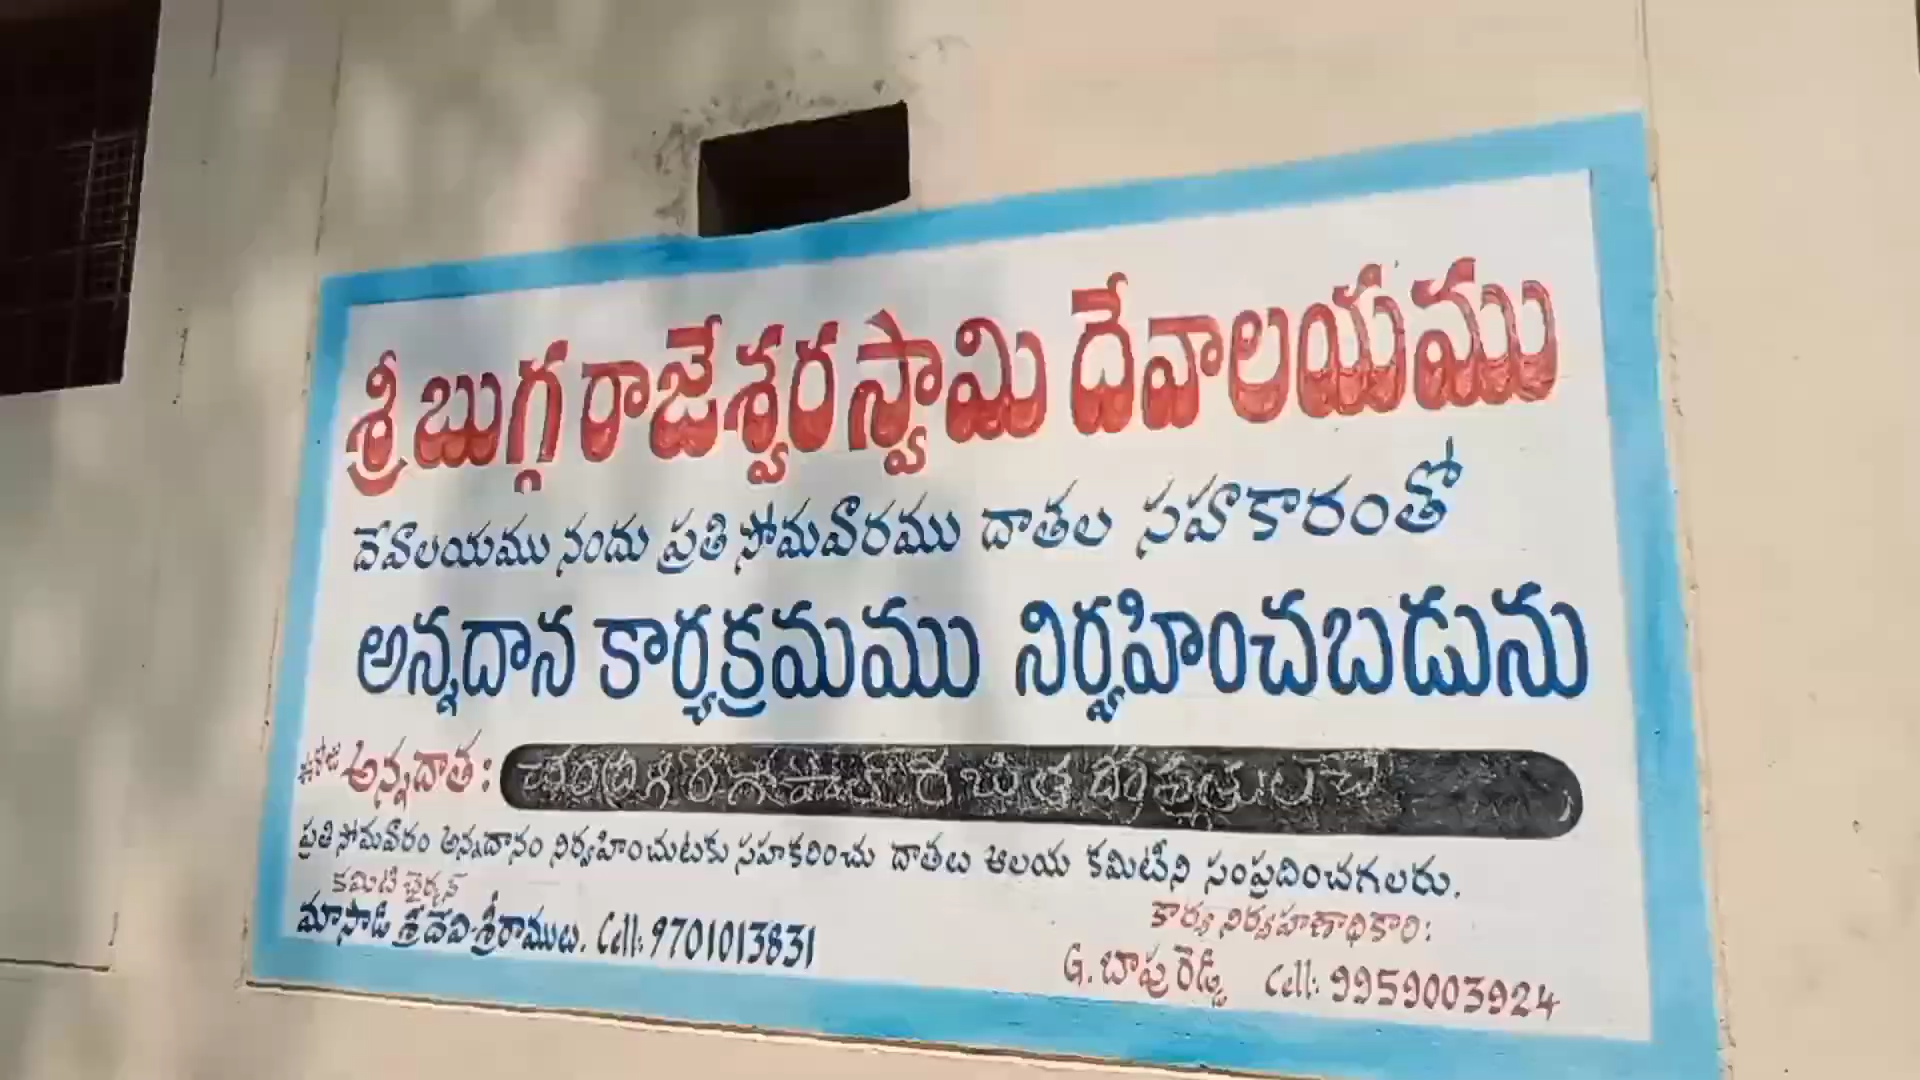 శ్రీ బుగ్గ రాజేశ్వర స్వామి దేవాలయము
దేవాలయము నందు ప్రతి సోమవారము దాతల సహకారంతో
అన్నదాన కార్యక్రమము నిర్వహించబడును
ఈరోజు అన్నదాత:
ప్రతి సోమవారం అన్నదానం నిర్వహించుటకు సహకరించు దాతలు ఆలయ కమిటీని సంప్రదించగలరు.
కమిటి ఛైర్మన్
మాసాడి శ్రీదేవి-శ్రీరాములు. Cell: 9701013831
కార్య నిర్వహణాధికారి:
G. బాపురెడ్డి Cell: 9959003924